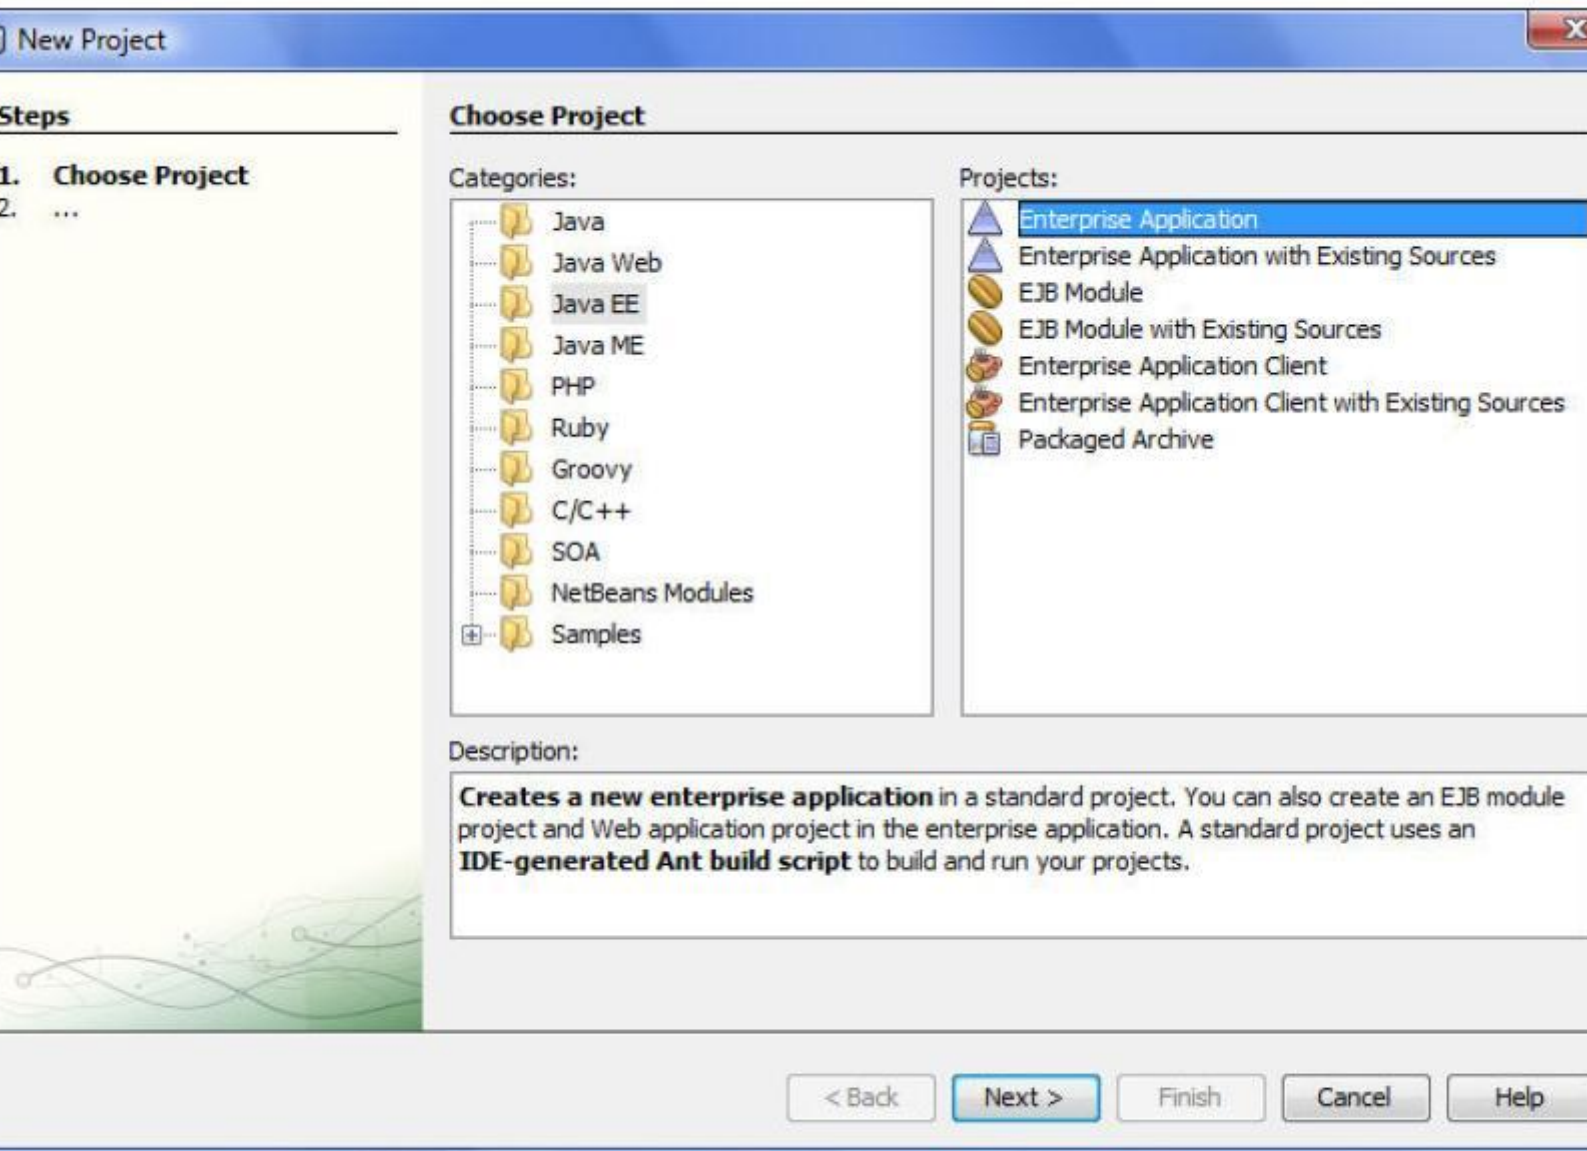 New Project
Steps
1. Choose Project
2. ...
Choose Project
Categories:
Java
Java Web
Java EE
Java ME
PHP
Ruby
Groovy
C/C++
SOA
NetBeans Modules
Samples
Projects:
Enterprise Application
Enterprise Application with Existing Sources
EJB Module
EJB Module with Existing Sources
Enterprise Application Client
Enterprise Application Client with Existing Sources
Packaged Archive
Description:
Creates a new enterprise application in a standard project. You can also create an EJB module
project and Web application project in the enterprise application. A standard project uses an
IDE-generated Ant build script to build and run your projects.
< Back Next > Finish Cancel Help